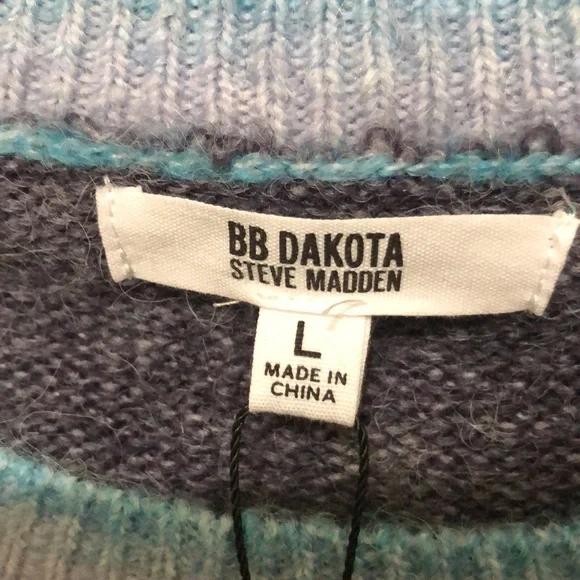 BB DAKOTA
STEVE MADDEN
L
MADE IN
CHINA